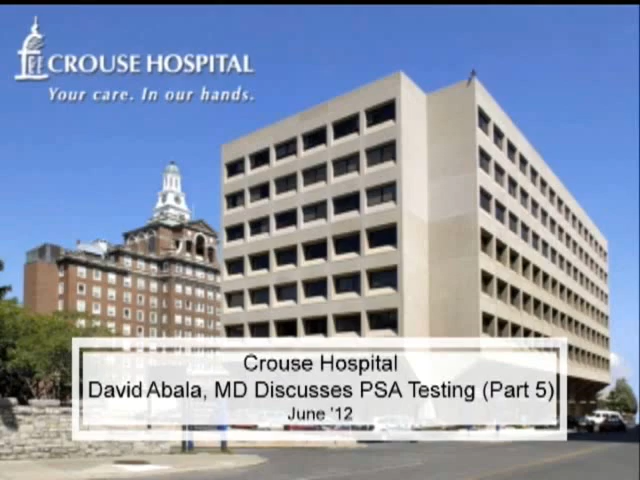 CROUSE HOSPITAL
Your care. In our hands.
Crouse Hospital
David Abala, MD Discusses PSA Testing (Part 5)
June '12